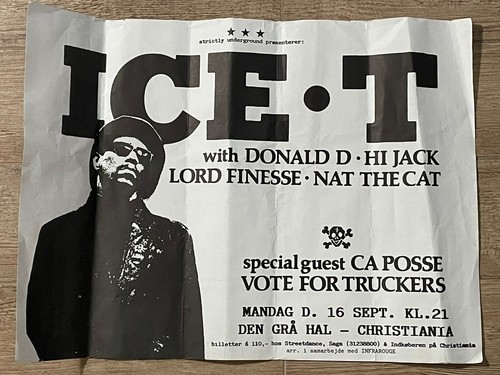 strictly underground præsenterer:
ICE·T
with DONALD D · HI JACK
LORD FINESSE · NAT THE CAT
special guest CA POSSE
VOTE FOR TRUCKERS
MANDAG D. 16 SEPT. KL.21
DEN GRÅ HAL – CHRISTIANIA
billetter á 110,- hos Streetdance, Saga (31238800) & Indkøbaren på Christiania
arr. i samarbejde med INFRAROUGE